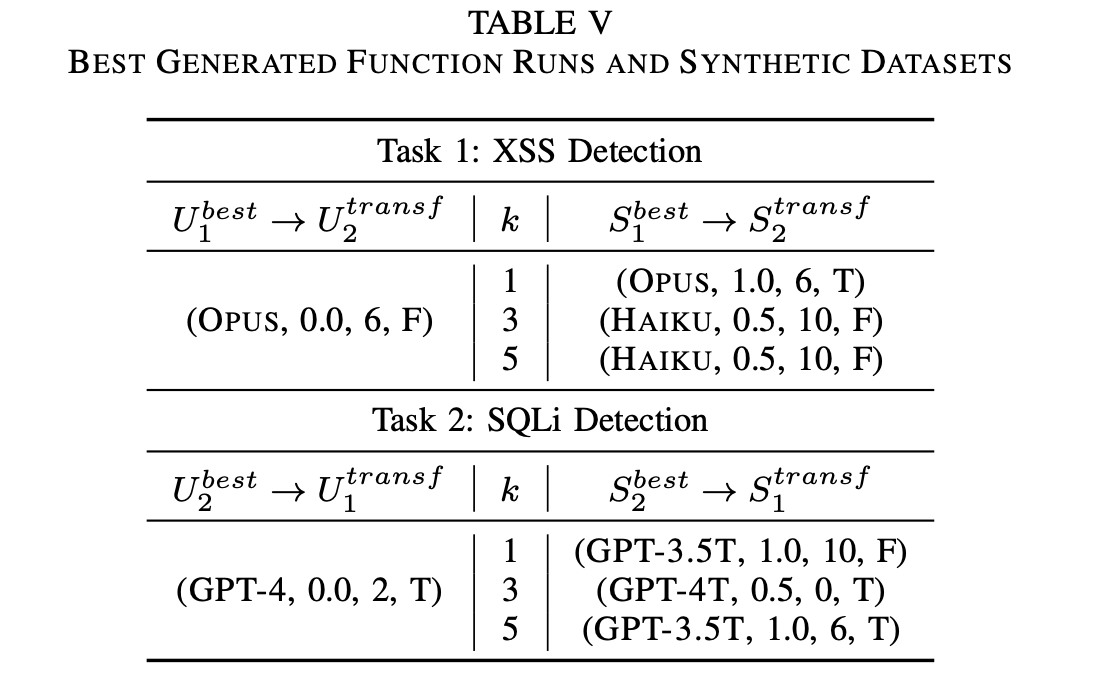 TABLE V
BEST GENERATED FUNCTION RUNS AND SYNTHETIC DATASETS
Task 1: XSS Detection
U_1^{best} → U_2^{transf} | k | S_1^{best} → S_2^{transf}
1 | (OPUS, 1.0, 6, T)
(OPUS, 0.0, 6, F) | 3 | (HAIKU, 0.5, 10, F)
5 | (HAIKU, 0.5, 10, F)
Task 2: SQLi Detection
U_2^{best} → U_1^{transf} | k | S_2^{best} → S_1^{transf}
1 | (GPT-3.5T, 1.0, 10, F)
(GPT-4, 0.0, 2, T) | 3 | (GPT-4T, 0.5, 0, T)
5 | (GPT-3.5T, 1.0, 6, T)